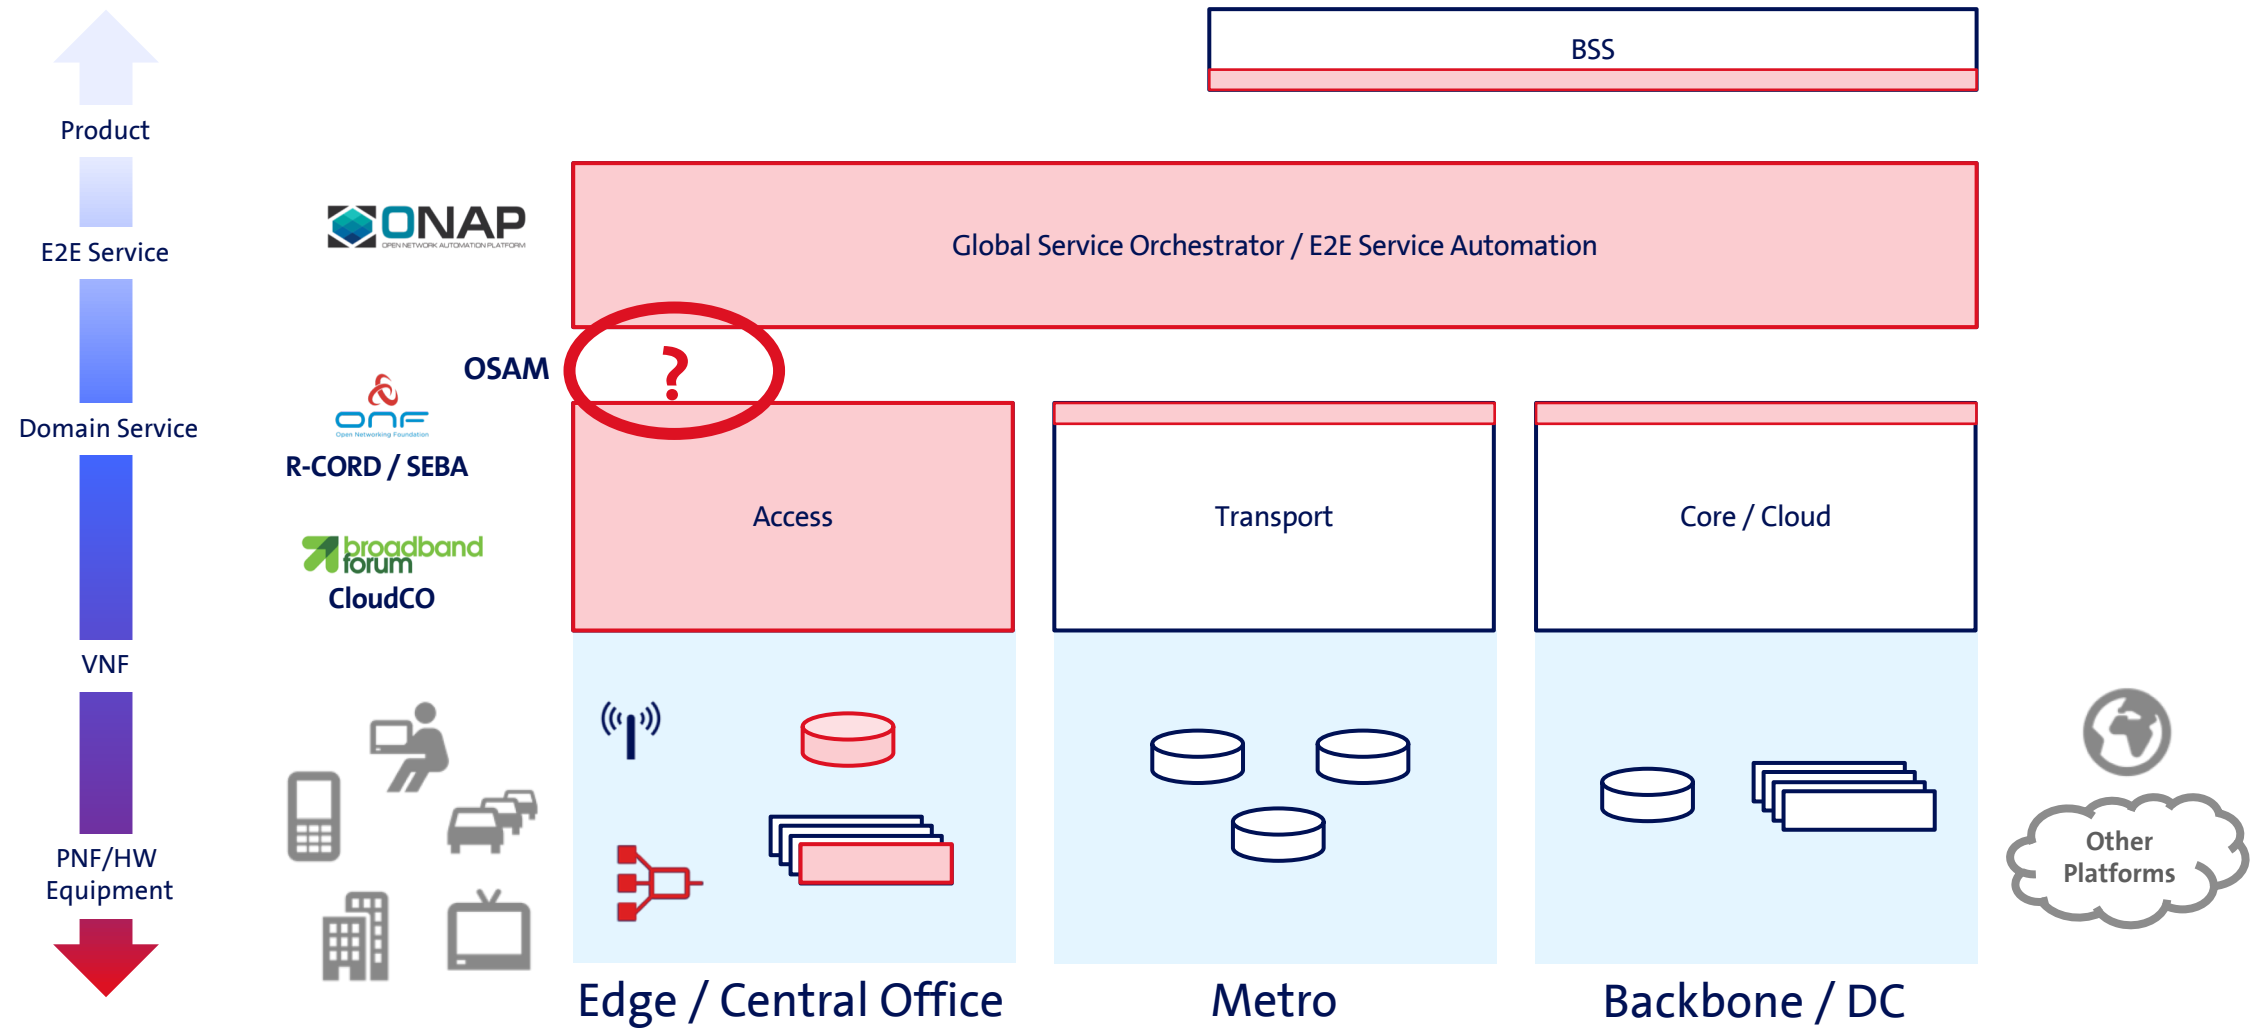 BSS
Product
ONAP
OPEN NETWORK AUTOMATION PLATFORM
Global Service Orchestrator / E2E Service Automation
E2E Service
OSAM
?
ONF
Open Networking Foundation
Domain Service
R-CORD / SEBA
Access
Transport
Core / Cloud
broadband
forum
CloudCO
VNF
PNF/HW
Equipment
Other
Platforms
Edge / Central Office
Metro
Backbone / DC